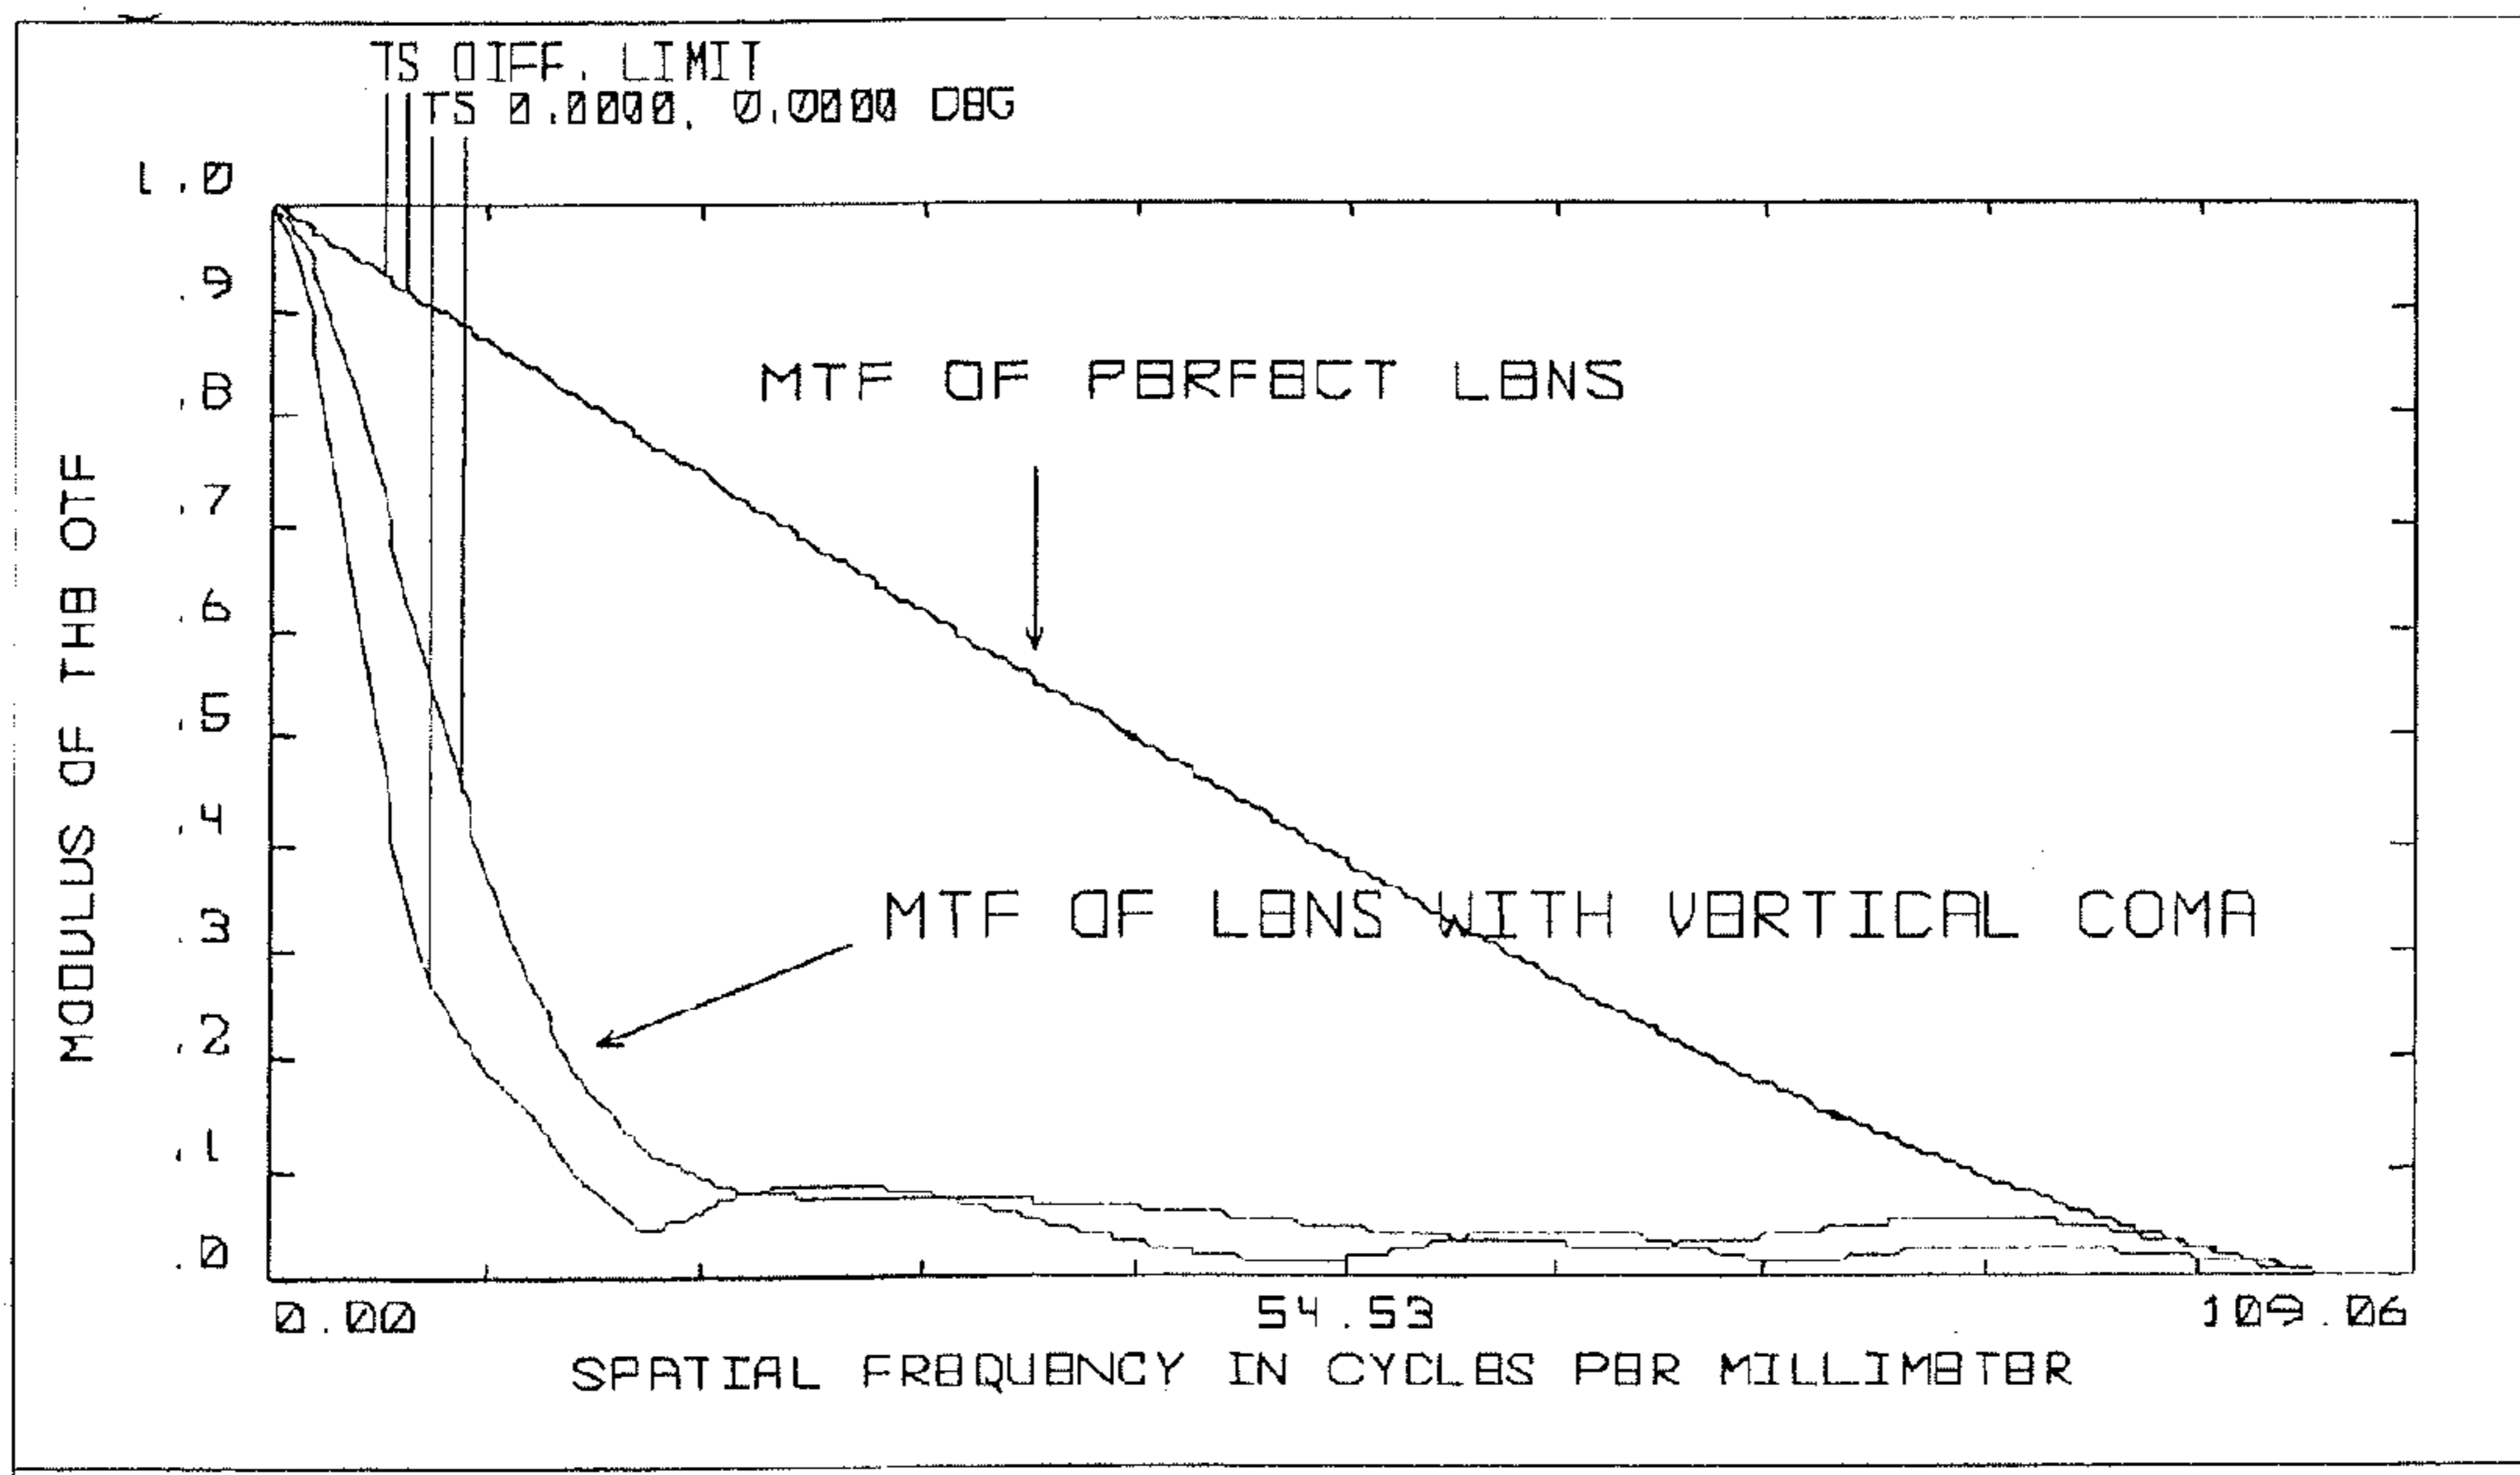 TS DIFF. LIMIT
TS 0.0000, 0.0000 DEG
1.0
.9
.8
.7
.6
.5
.4
.3
.2
.1
.0
MODULUS OF THE OTF
MTF OF PERFECT LENS
MTF OF LENS WITH VERTICAL COMA
0.00 54.53 109.06
SPATIAL FREQUENCY IN CYCLES PER MILLIMETER